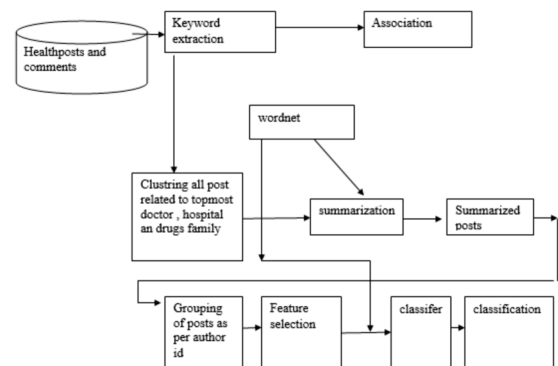 Healthposts and
comments
Keyword
extraction
Association
wordnet
Clustring all post
related to topmost
doctor , hospital
an drugs family
summarization
Summarized
posts
Grouping
of posts as
per author
id
Feature
selection
classifer
classification